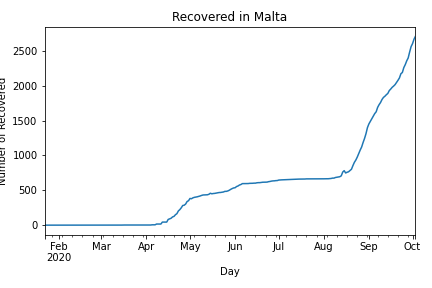 Recovered in Malta
Number of Recovered
2500
2000
1500
1000
500
0
Feb Mar Apr May Jun Jul Aug Sep Oct
2020
Day